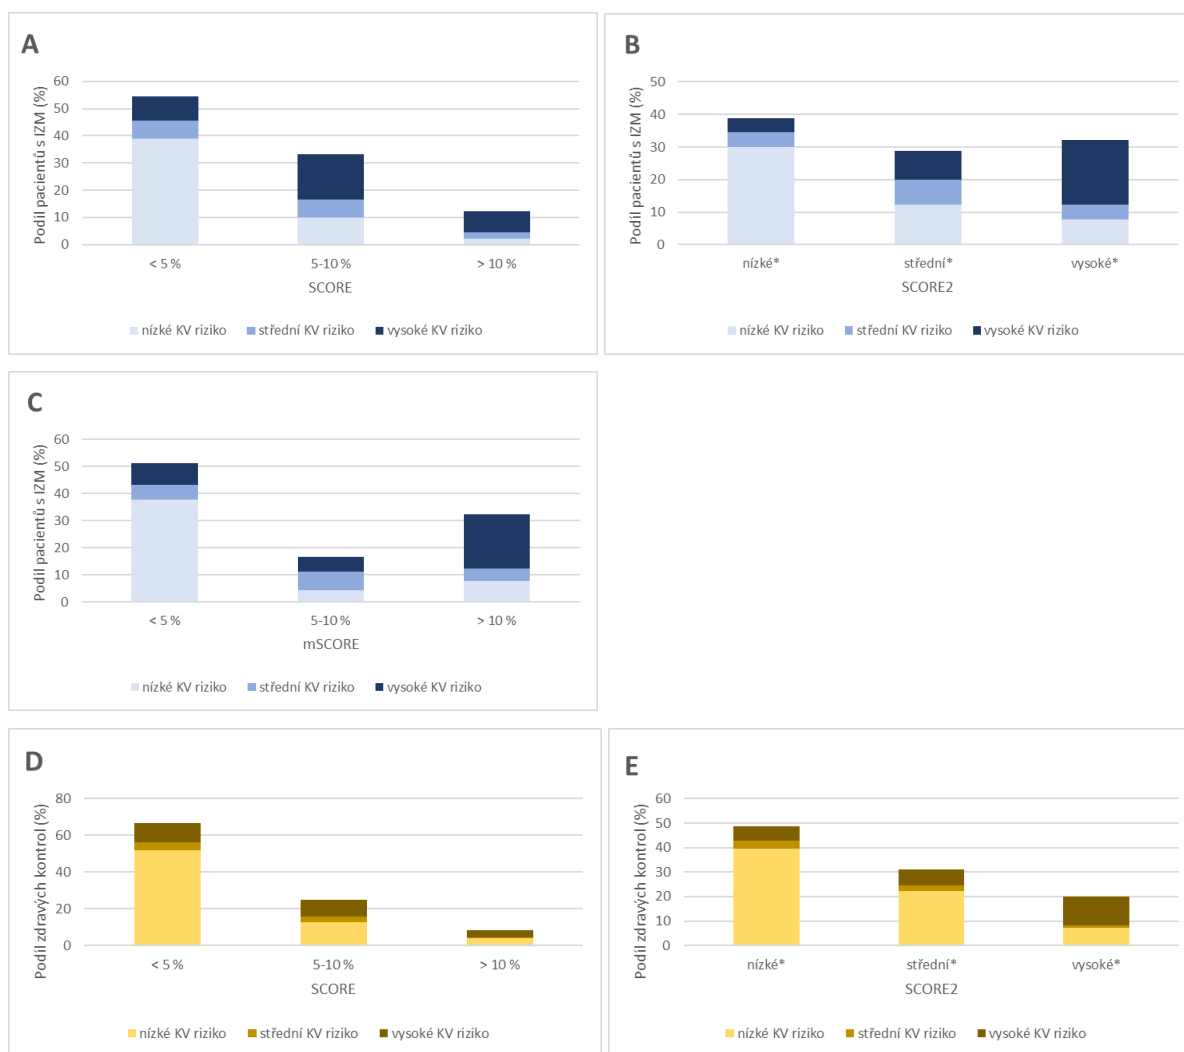 A
Podíl pacientů s IZM (%)
60
50
40
30
20
10
0
< 5 %
5-10 %
> 10 %
SCORE
nízké KV riziko
střední KV riziko
vysoké KV riziko
B
Podíl pacientů s IZM (%)
50
40
30
20
10
0
nízké*
střední*
vysoké*
SCORE2
nízké KV riziko
střední KV riziko
vysoké KV riziko
C
Podíl pacientů s IZM (%)
60
50
40
30
20
10
0
< 5 %
5-10 %
> 10 %
mSCORE
nízké KV riziko
střední KV riziko
vysoké KV riziko
D
Podíl zdravých kontrol (%)
80
60
40
20
0
< 5 %
5-10 %
> 10 %
SCORE
nízké KV riziko
střední KV riziko
vysoké KV riziko
E
Podíl zdravých kontrol (%)
60
50
40
30
20
10
0
nízké*
střední*
vysoké*
SCORE2
nízké KV riziko
střední KV riziko
vysoké KV riziko